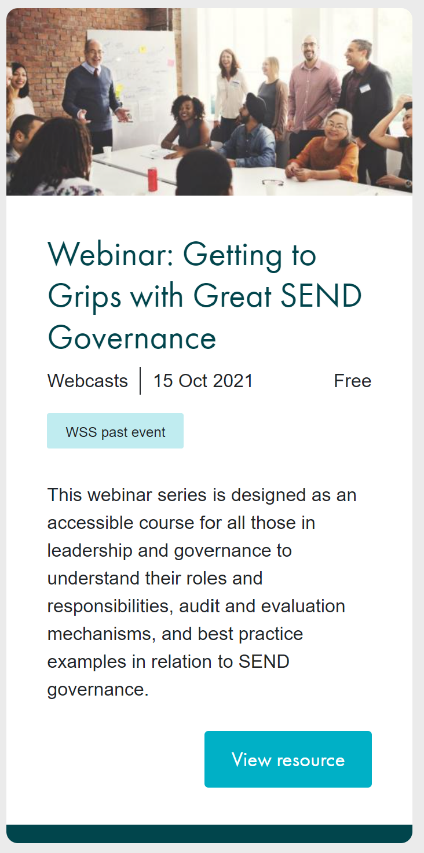 Webinar: Getting to
Grips with Great SEND
Governance
Webcasts | 15 Oct 2021 Free
WSS past event
This webinar series is designed as an
accessible course for all those in
leadership and governance to
understand their roles and
responsibilities, audit and evaluation
mechanisms, and best practice
examples in relation to SEND
governance.
View resource